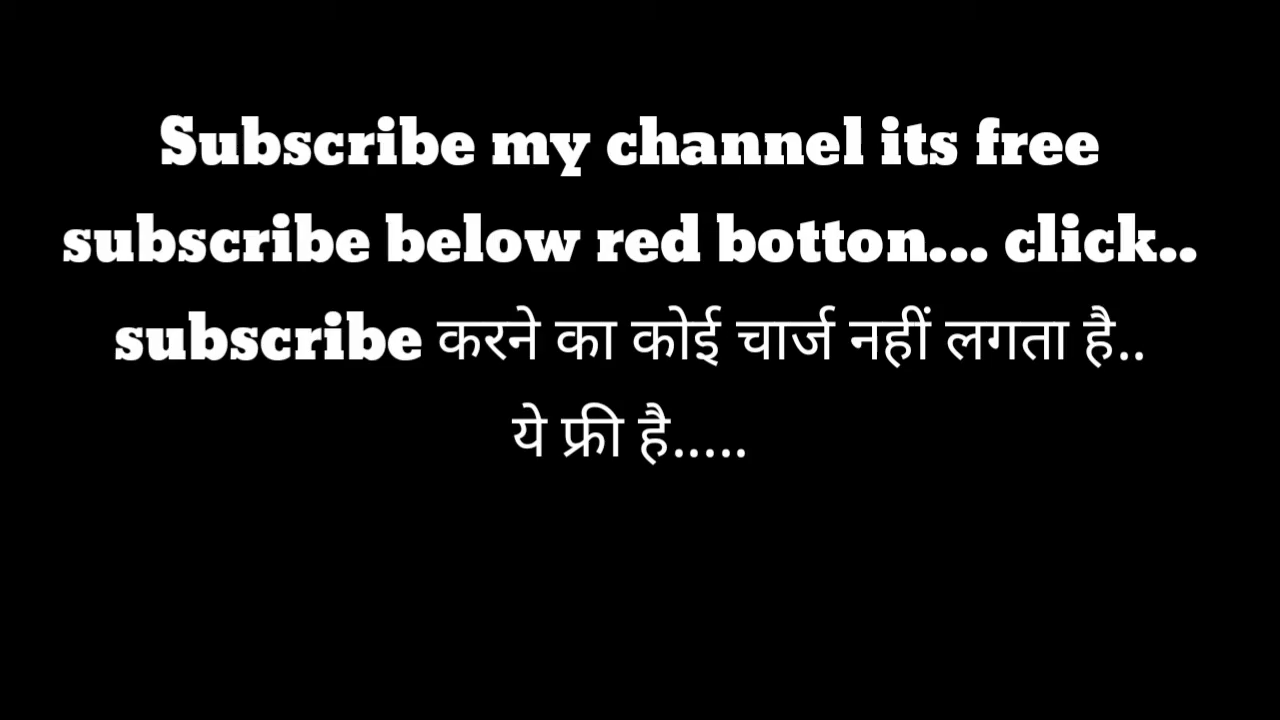 Subscribe my channel its free
subscribe below red botton... click..
subscribe करने का कोई चार्ज नहीं लगता है..
ये फ्री है.....